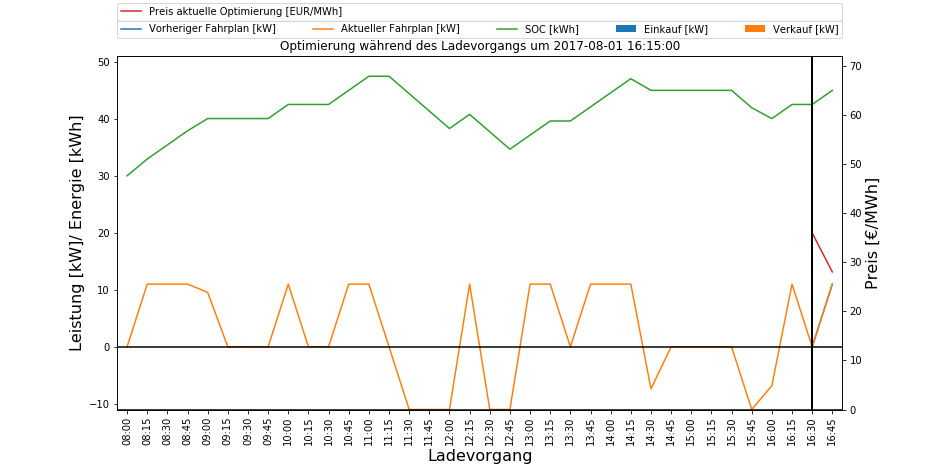 Preis aktuelle Optimierung [EUR/MWh]
Vorheriger Fahrplan [kW] Aktueller Fahrplan [kW] SOC [kWh] Einkauf [kW] Verkauf [kW]
Optimierung während des Ladevorgangs um 2017-08-01 16:15:00
Leistung [kW]/ Energie [kWh]
50
40
30
20
10
0
−10
70
60
50
40
30
20
10
0
Preis [€/MWh]
08:00 08:15 08:30 08:45 09:00 09:15 09:30 09:45 10:00 10:15 10:30 10:45 11:00 11:15 11:30 11:45 12:00 12:15 12:30 12:45 13:00 13:15 13:30 13:45 14:00 14:15 14:30 14:45 15:00 15:15 15:30 15:45 16:00 16:15 16:30 16:45
Ladevorgang